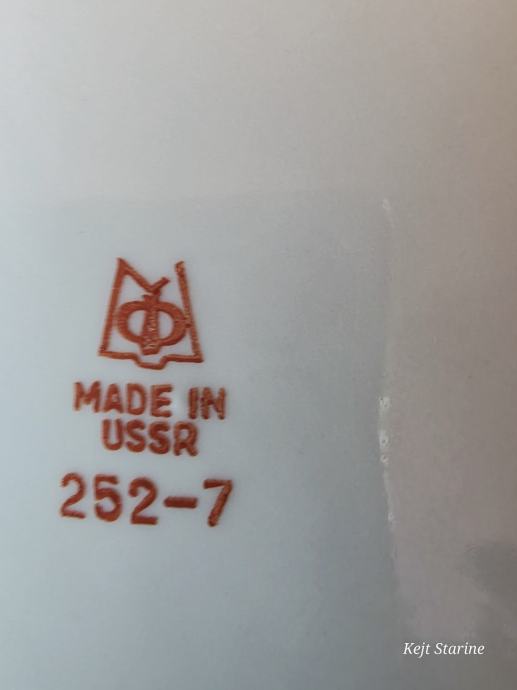 Ф
MADE IN
USSR
252-7
Kejt Starine